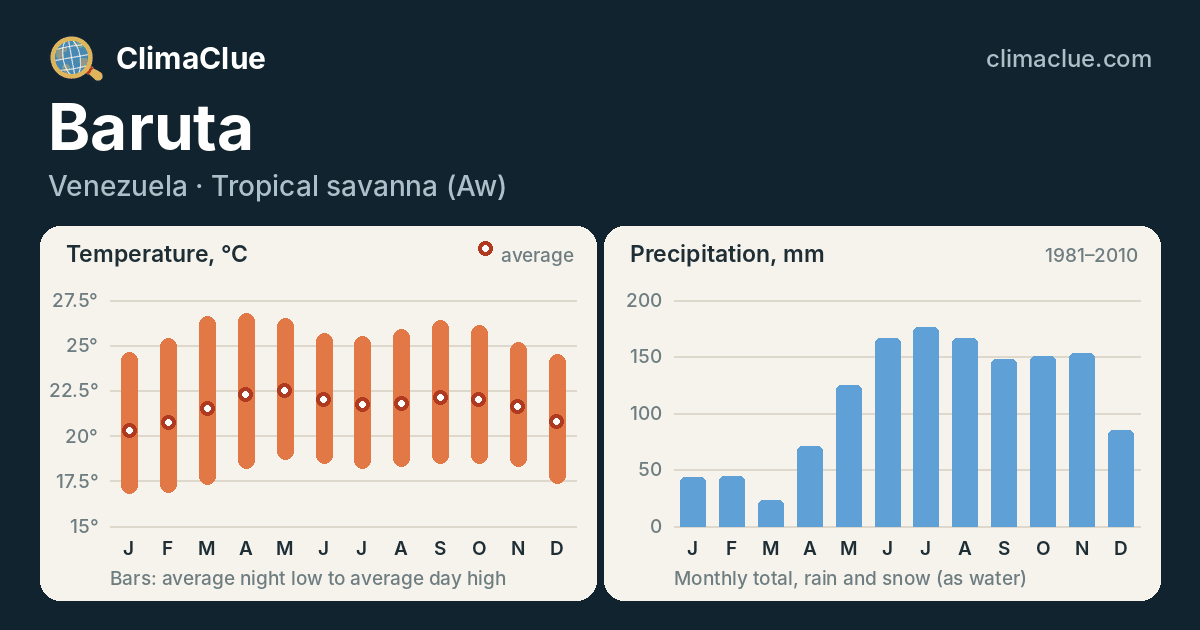 ClimaClue
climaclue.com
Baruta
Venezuela · Tropical savanna (Aw)
Temperature, °C
average
27.5°
25°
22.5°
20°
17.5°
15°
J F M A M J J A S O N D
Bars: average night low to average day high
Precipitation, mm
1981–2010
200
150
100
50
0
J F M A M J J A S O N D
Monthly total, rain and snow (as water)